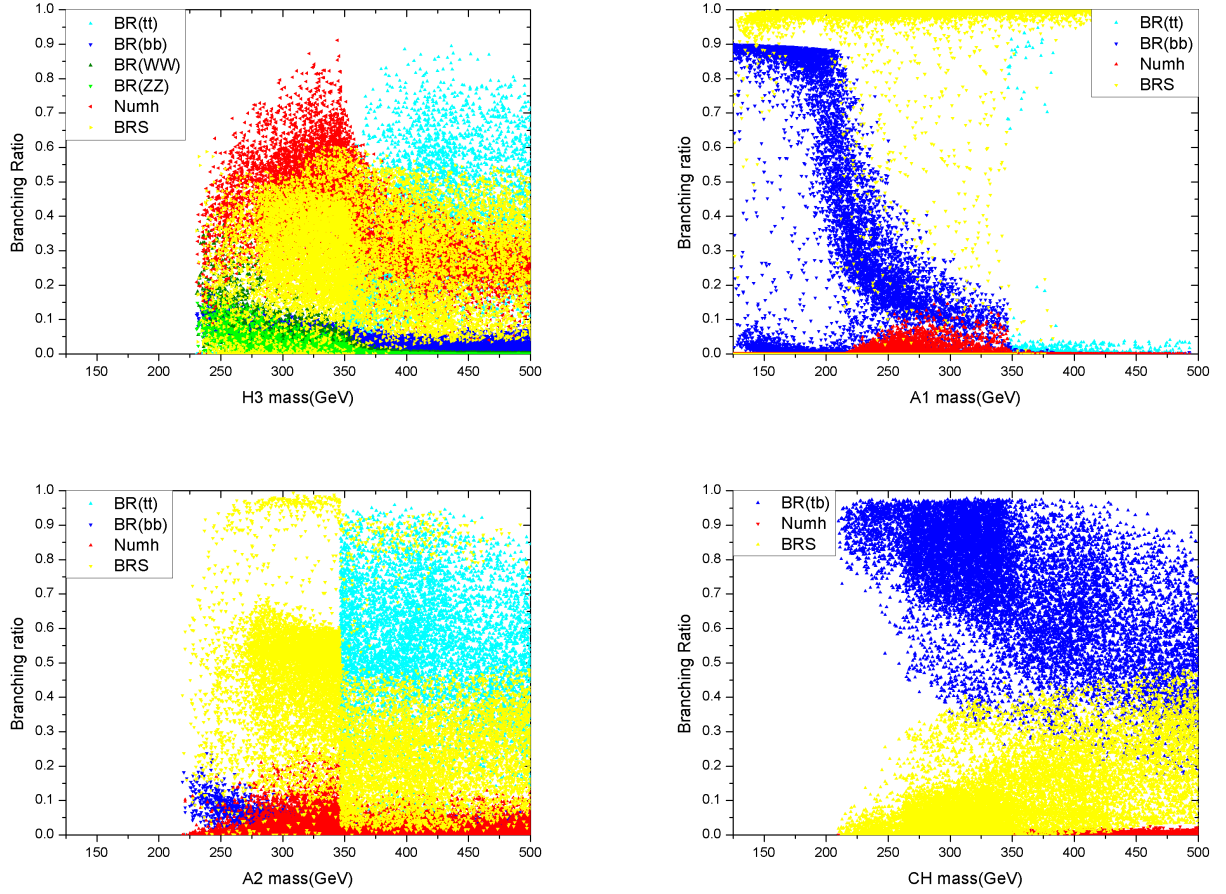 1.0
0.9
0.8
0.7
0.6
0.5
0.4
0.3
0.2
0.1
0.0
Branching Ratio
BR(tt)
BR(bb)
BR(WW)
BR(ZZ)
Numh
BRS
150 200 250 300 350 400 450 500
H3 mass(GeV)
1.0
0.9
0.8
0.7
0.6
0.5
0.4
0.3
0.2
0.1
0.0
Branching ratio
BR(tt)
BR(bb)
Numh
BRS
150 200 250 300 350 400 450 500
A1 mass(GeV)
1.0
0.9
0.8
0.7
0.6
0.5
0.4
0.3
0.2
0.1
0.0
Branching ratio
BR(tt)
BR(bb)
Numh
BRS
150 200 250 300 350 400 450 500
A2 mass(GeV)
1.0
0.9
0.8
0.7
0.6
0.5
0.4
0.3
0.2
0.1
0.0
Branching Ratio
BR(tb)
Numh
BRS
150 200 250 300 350 400 450 500
CH mass(GeV)